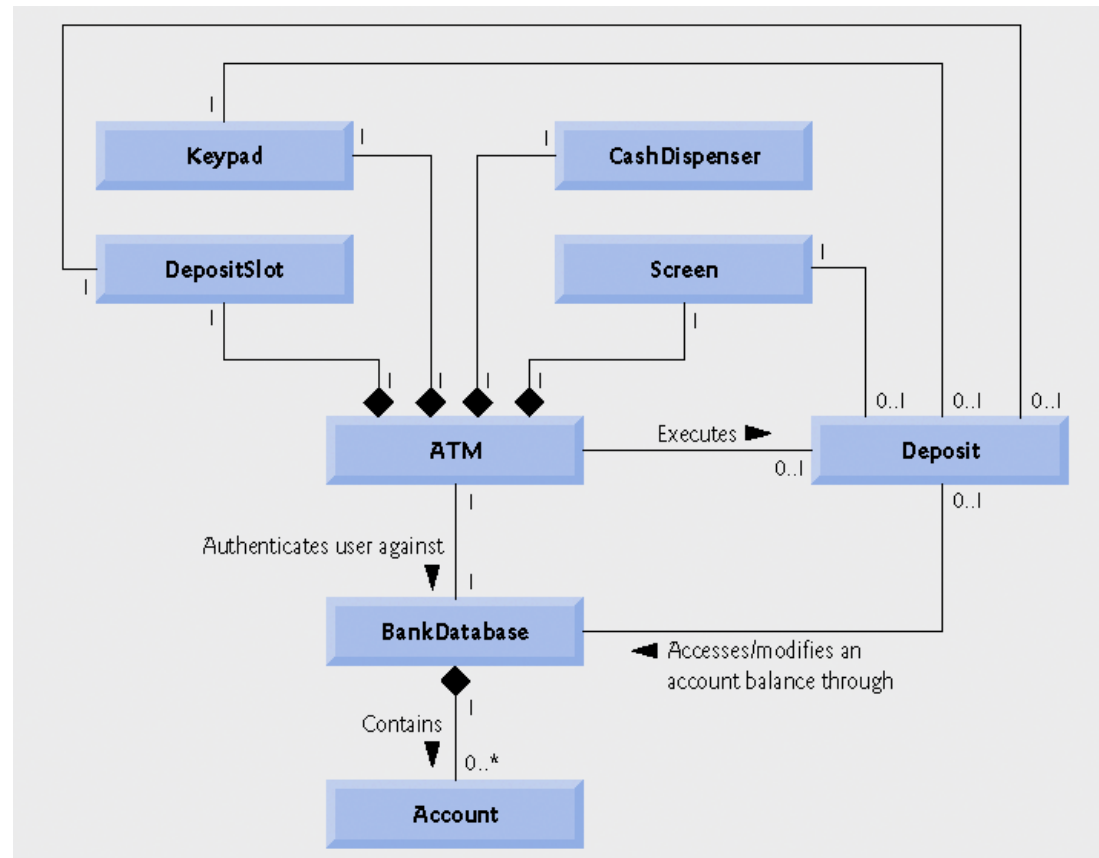 1
1
1
Keypad
CashDispenser
1
DepositSlot
Screen
1
1
1
1
1
1
1
0..1
0..1
0..1
Executes
ATM
Deposit
0..1
1
0..1
Authenticates user against
1
BankDatabase
Accesses/modifies an
account balance through
1
Contains
0..*
Account